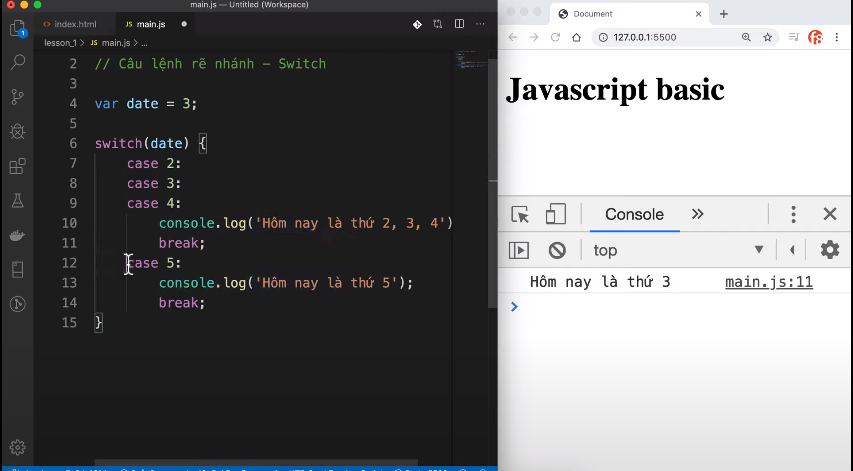 main.js — Untitled (Workspace)
index.html
JS main.js
lesson_1 > JS main.js > ...
1
2 // Câu lệnh rẽ nhánh - Switch
3
4 var date = 3;
5
6 switch(date) {
7 case 2:
8 case 3:
9 case 4:
10 console.log('Hôm nay là thứ 2, 3, 4')
11 break;
12 case 5:
13 console.log('Hôm nay là thứ 5');
14 break;
15 }
Document
127.0.0.1:5500
f8
Javascript basic
Console
top
Hôm nay là thứ 3 main.js:11